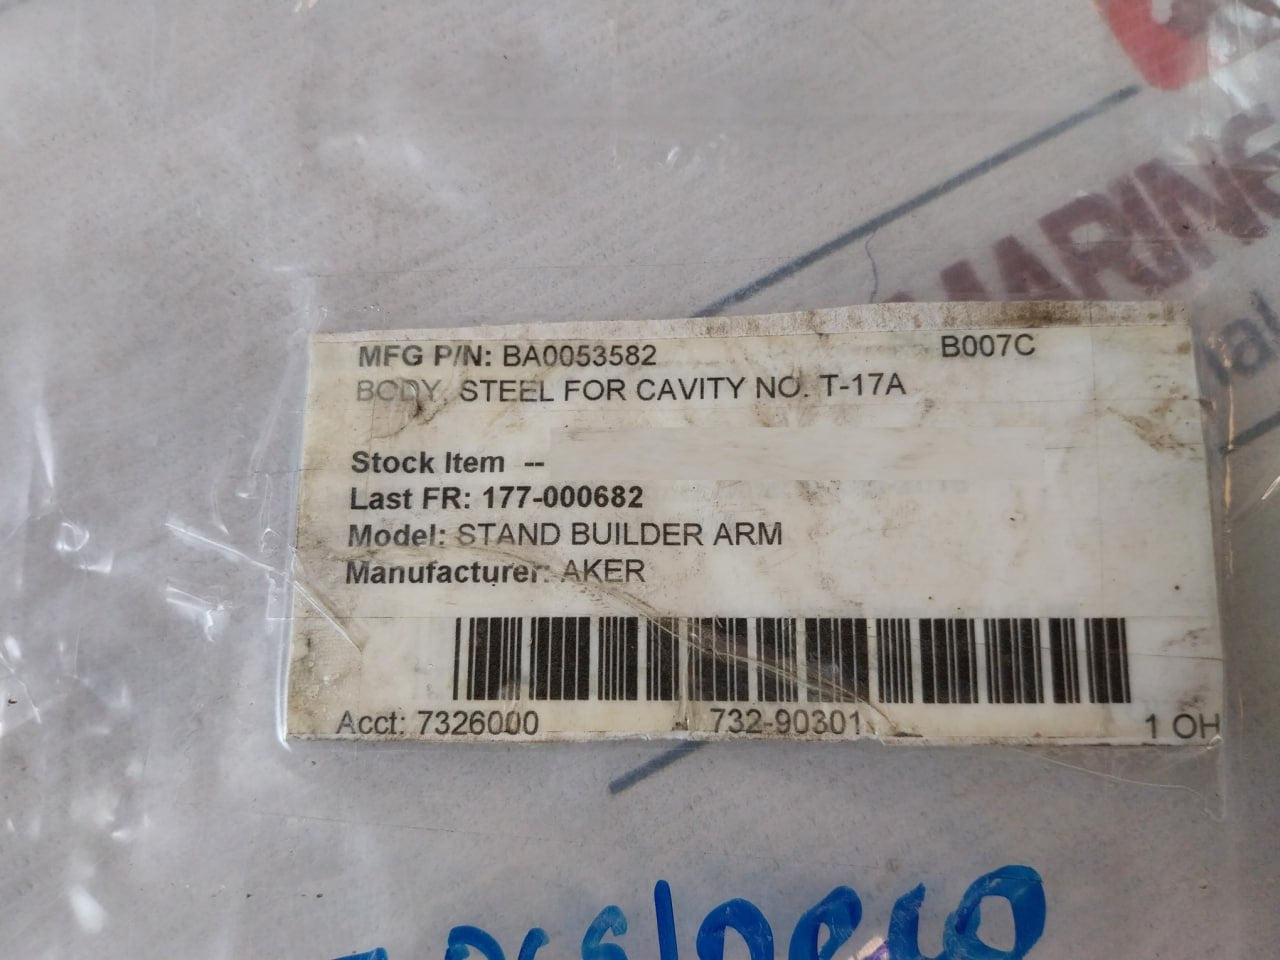 MARINE
MFG P/N: BA0053582 B007C
BODY, STEEL FOR CAVITY NO. T-17A
Stock Item --
Last FR: 177-000682
Model: STAND BUILDER ARM
Manufacturer: AKER
Acct: 7326000 732-90301 1 OH